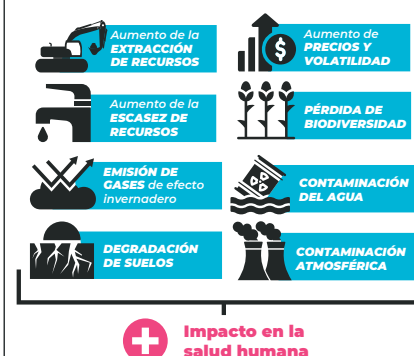 Aumento de la
EXTRACCIÓN
DE RECURSOS
Aumento de
PRECIOS Y
VOLATILIDAD
$
Aumento de la
ESCASEZ DE
RECURSOS
PÉRDIDA DE
BIODIVERSIDAD
EMISIÓN DE
GASES de efecto
invernadero
CONTAMINACIÓN
DEL AGUA
DEGRADACIÓN
DE SUELOS
CONTAMINACIÓN
ATMOSFÉRICA
Impacto en la
salud humana